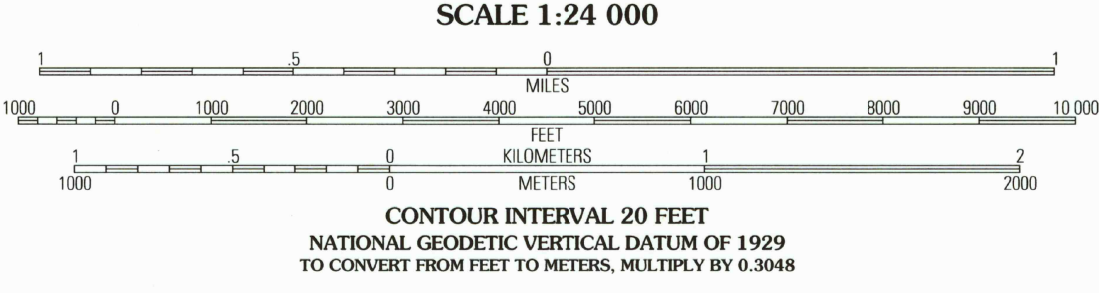 SCALE 1:24 000
1 .5 0 1
MILES
1000 0 1000 2000 3000 4000 5000 6000 7000 8000 9000 10 000
FEET
1 .5 0 KILOMETERS 1 2
1000 0 METERS 1000 2000
CONTOUR INTERVAL 20 FEET
NATIONAL GEODETIC VERTICAL DATUM OF 1929
TO CONVERT FROM FEET TO METERS, MULTIPLY BY 0.3048